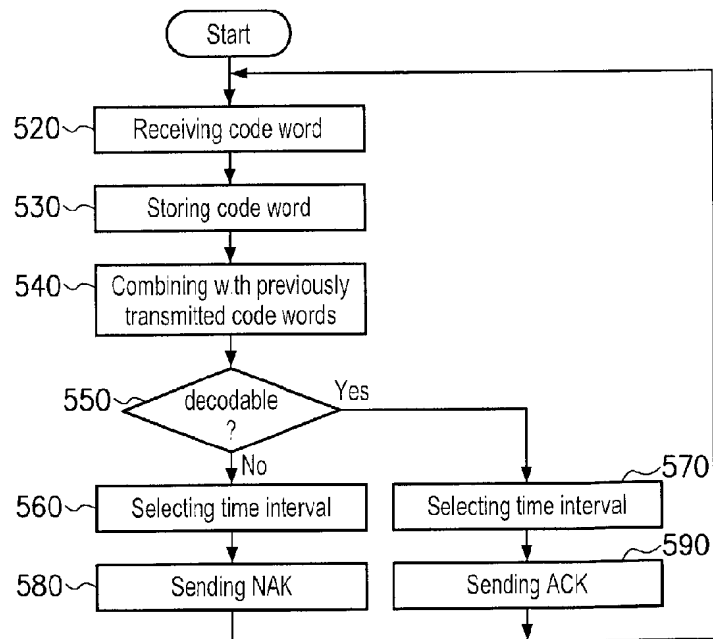 Start
520
Receiving code word
530
Storing code word
540
Combining with previously
transmitted code words
550
decodable
?
Yes
No
560
Selecting time interval
570
Selecting time interval
580
Sending NAK
590
Sending ACK